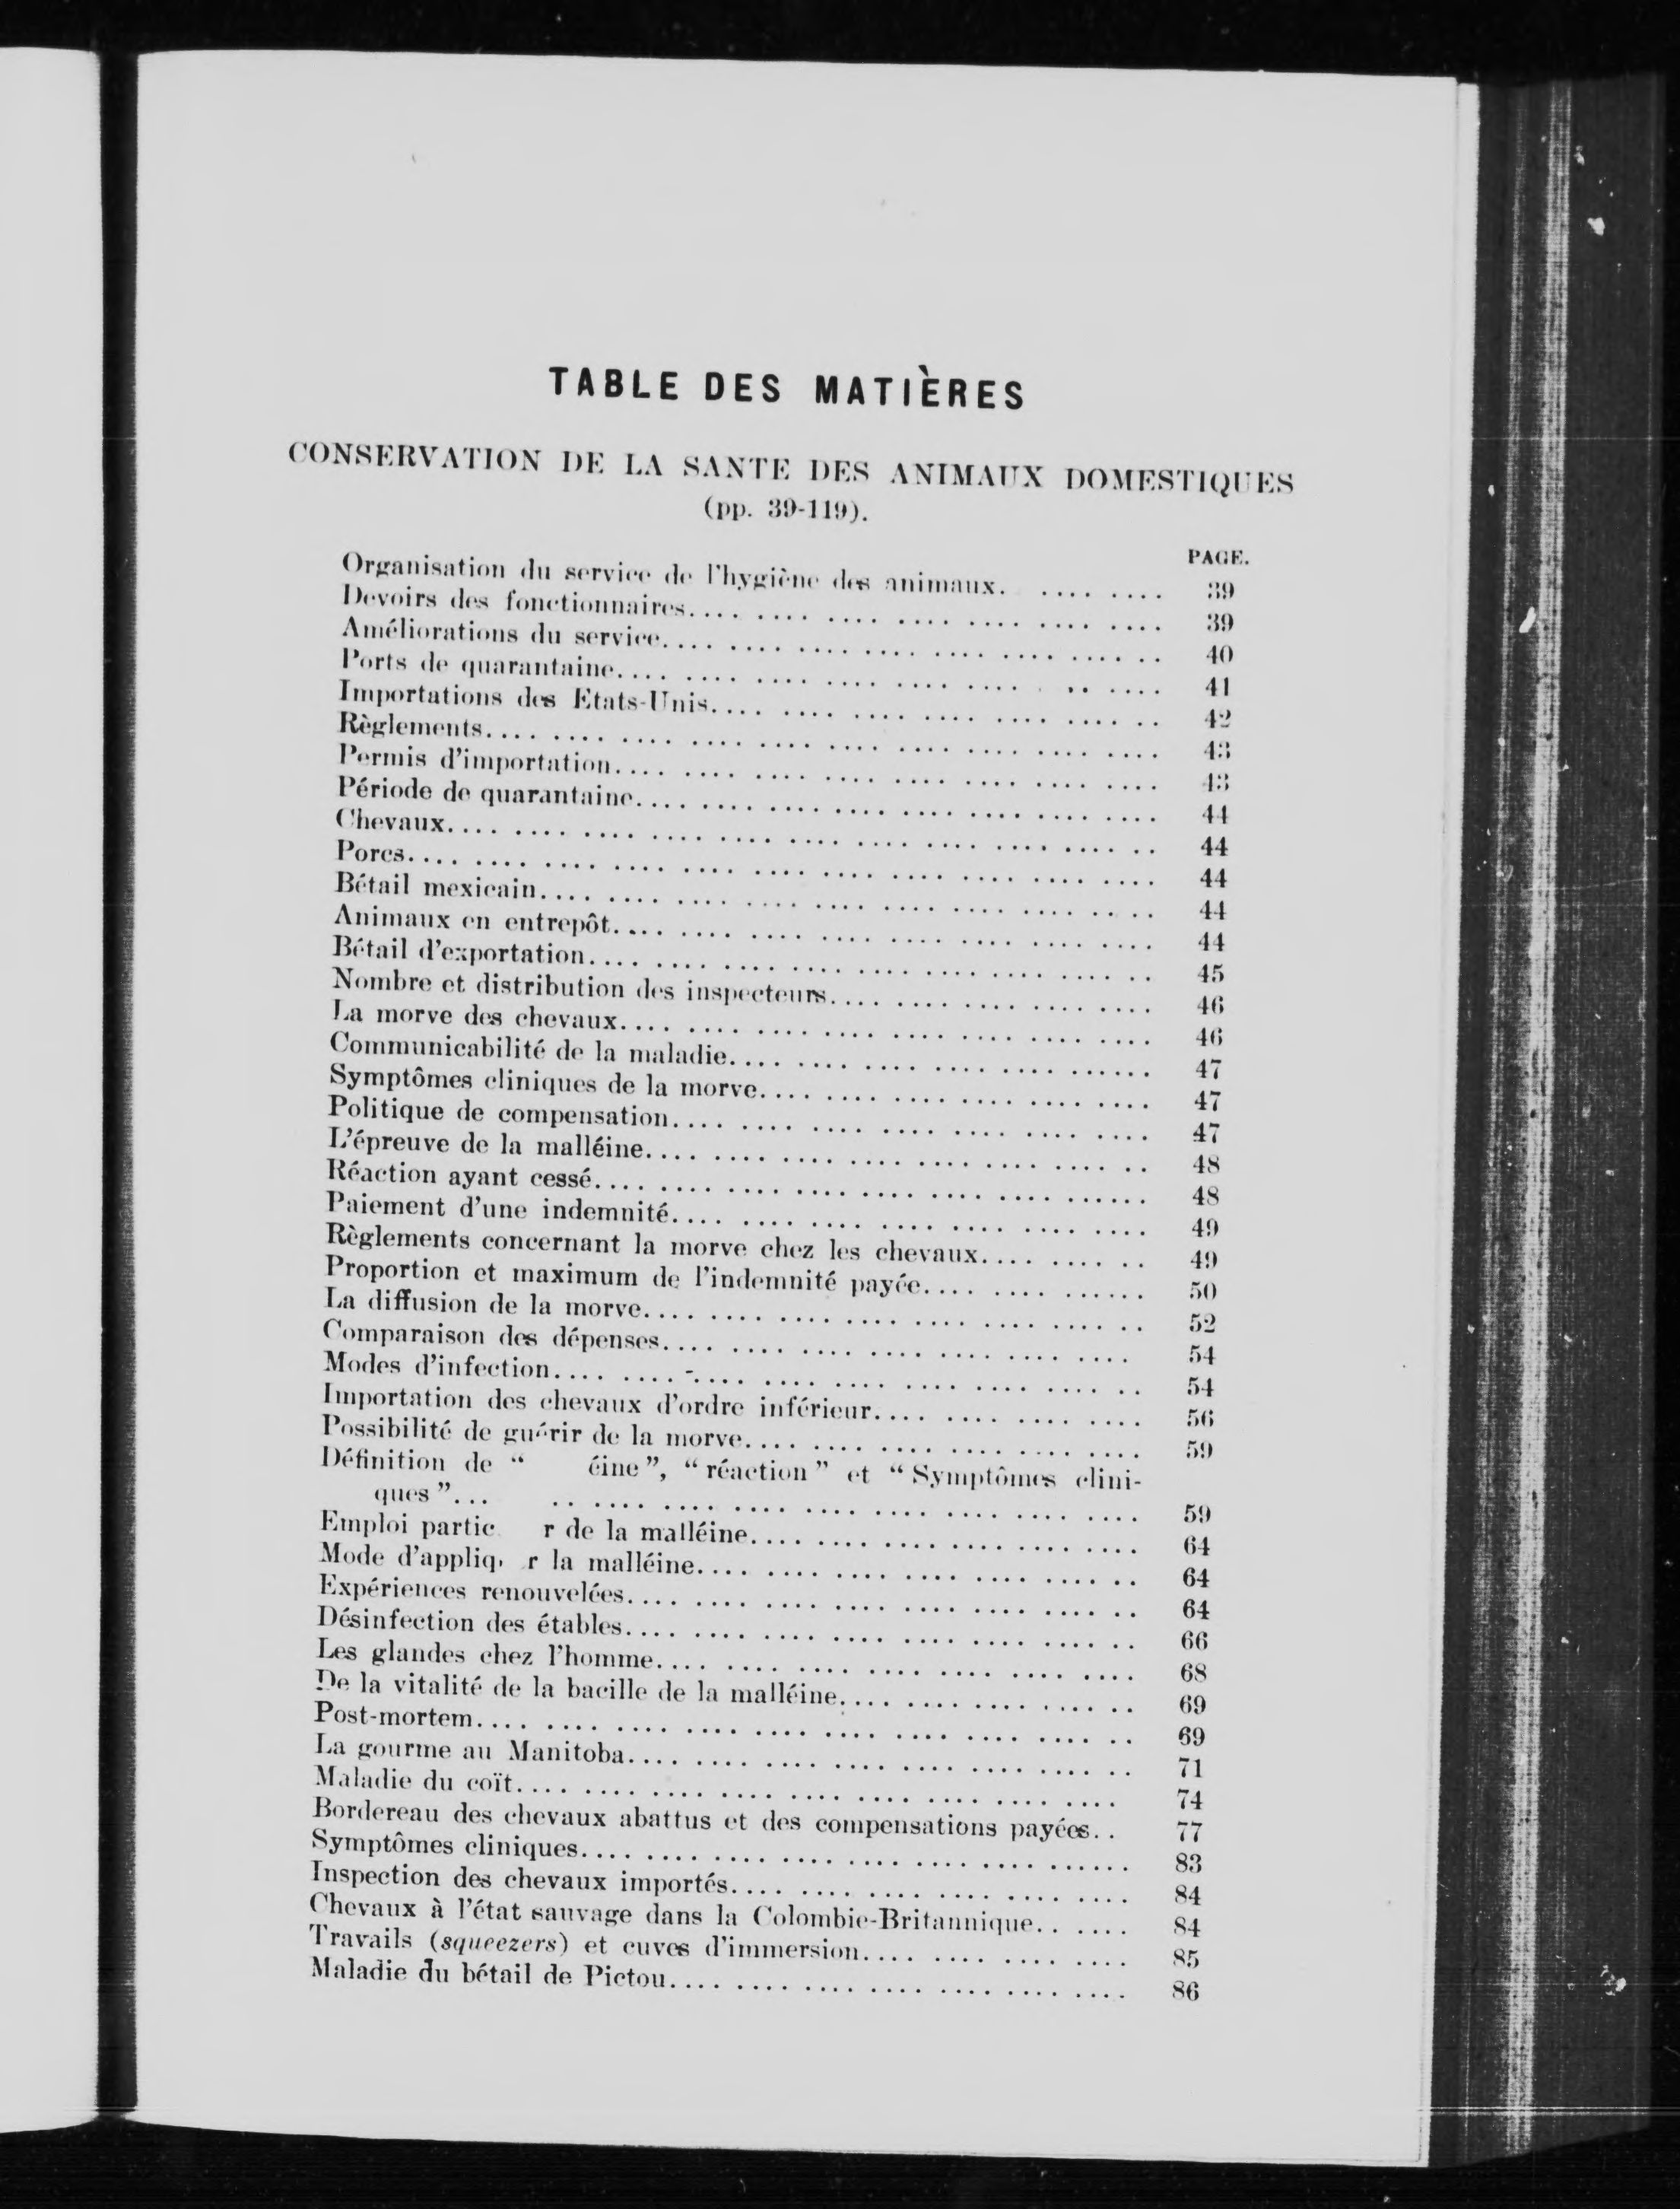 TABLE DES MATIÈRES
CONSERVATION DE LA SANTE DES ANIMAUX DOMESTIQUES
(pp. 39-119).
PAGE.
Organisation du service de l'hygiène des animaux. .... .... 39
Devoirs des fonctionnaires.... 39
Améliorations du service.... 40
Ports de quarantaine.... 41
Importations des Etats-Unis.... 42
Règlements.... 43
Permis d'importation.... 43
Période de quarantaine.... 44
Chevaux.... 44
Porcs.... 44
Bétail mexicain.... 44
Animaux en entrepôt.... 44
Bétail d'exportation.... 45
Nombre et distribution des inspecteurs.... 46
La morve des chevaux.... 46
Communicabilité de la maladie.... 47
Symptômes cliniques de la morve.... 47
Politique de compensation.... 47
L'épreuve de la malléine.... 48
Réaction ayant cessé.... 48
Paiement d'une indemnité.... 49
Règlements concernant la morve chez les chevaux.... 49
Proportion et maximum de l'indemnité payée.... 50
La diffusion de la morve.... 52
Comparaison des dépenses.... 54
Modes d'infection.... 54
Importation des chevaux d'ordre inférieur.... 56
Possibilité de guérir de la morve.... 59
Définition de " éine", "réaction" et "Symptômes clini-
ques"... 59
Emploi partic r de la malléine.... 64
Mode d'appliq r la malléine.... 64
Expériences renouvelées.... 64
Désinfection des étables.... 66
Les glandes chez l'homme.... 68
De la vitalité de la bacille de la malléine.... 69
Post-mortem.... 69
La gourme au Manitoba.... 71
Maladie du coït.... 74
Bordereau des chevaux abattus et des compensations payées.. 77
Symptômes cliniques.... 83
Inspection des chevaux importés.... 84
Chevaux à l'état sauvage dans la Colombie-Britannique.. .... 84
Travails (squeezers) et cuves d'immersion.... 85
Maladie du bétail de Pictou.... 86